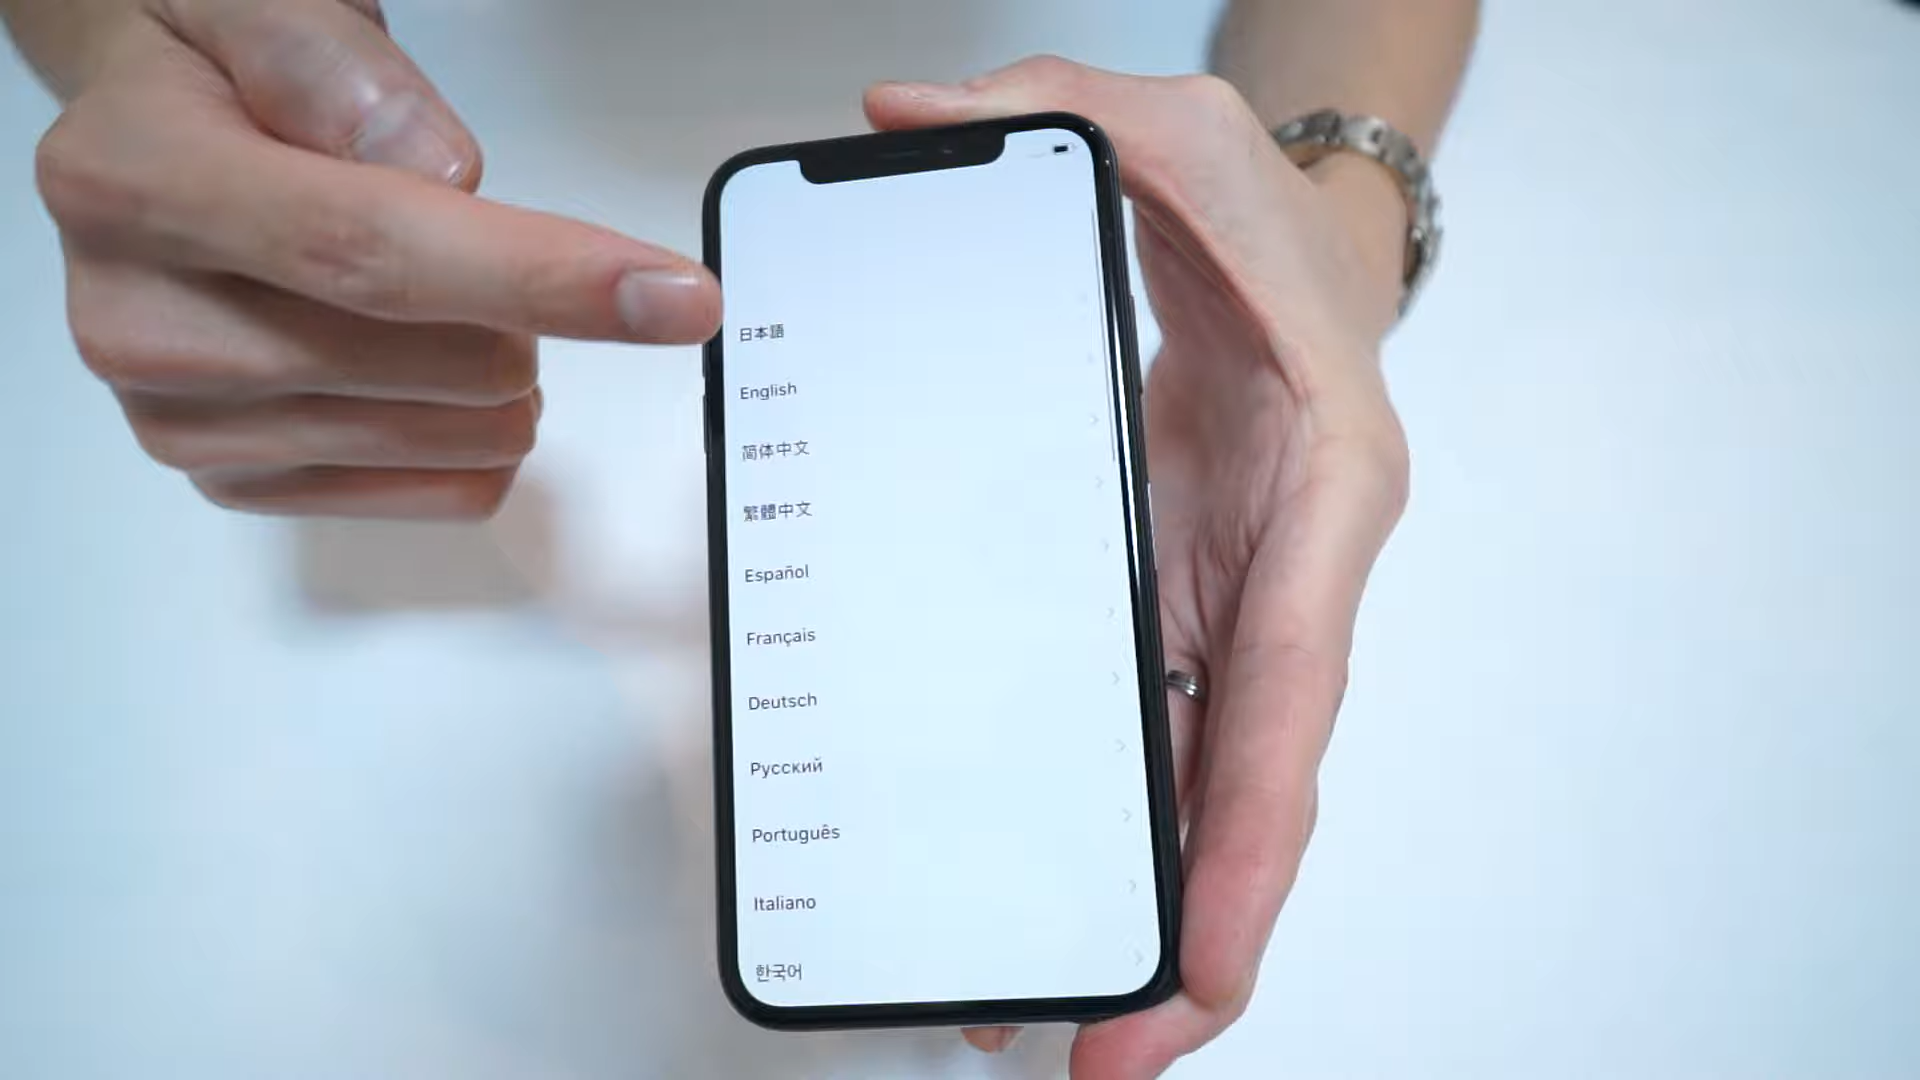 日本語
English
简体中文
繁體中文
Español
Français
Deutsch
Русский
Português
Italiano
한국어